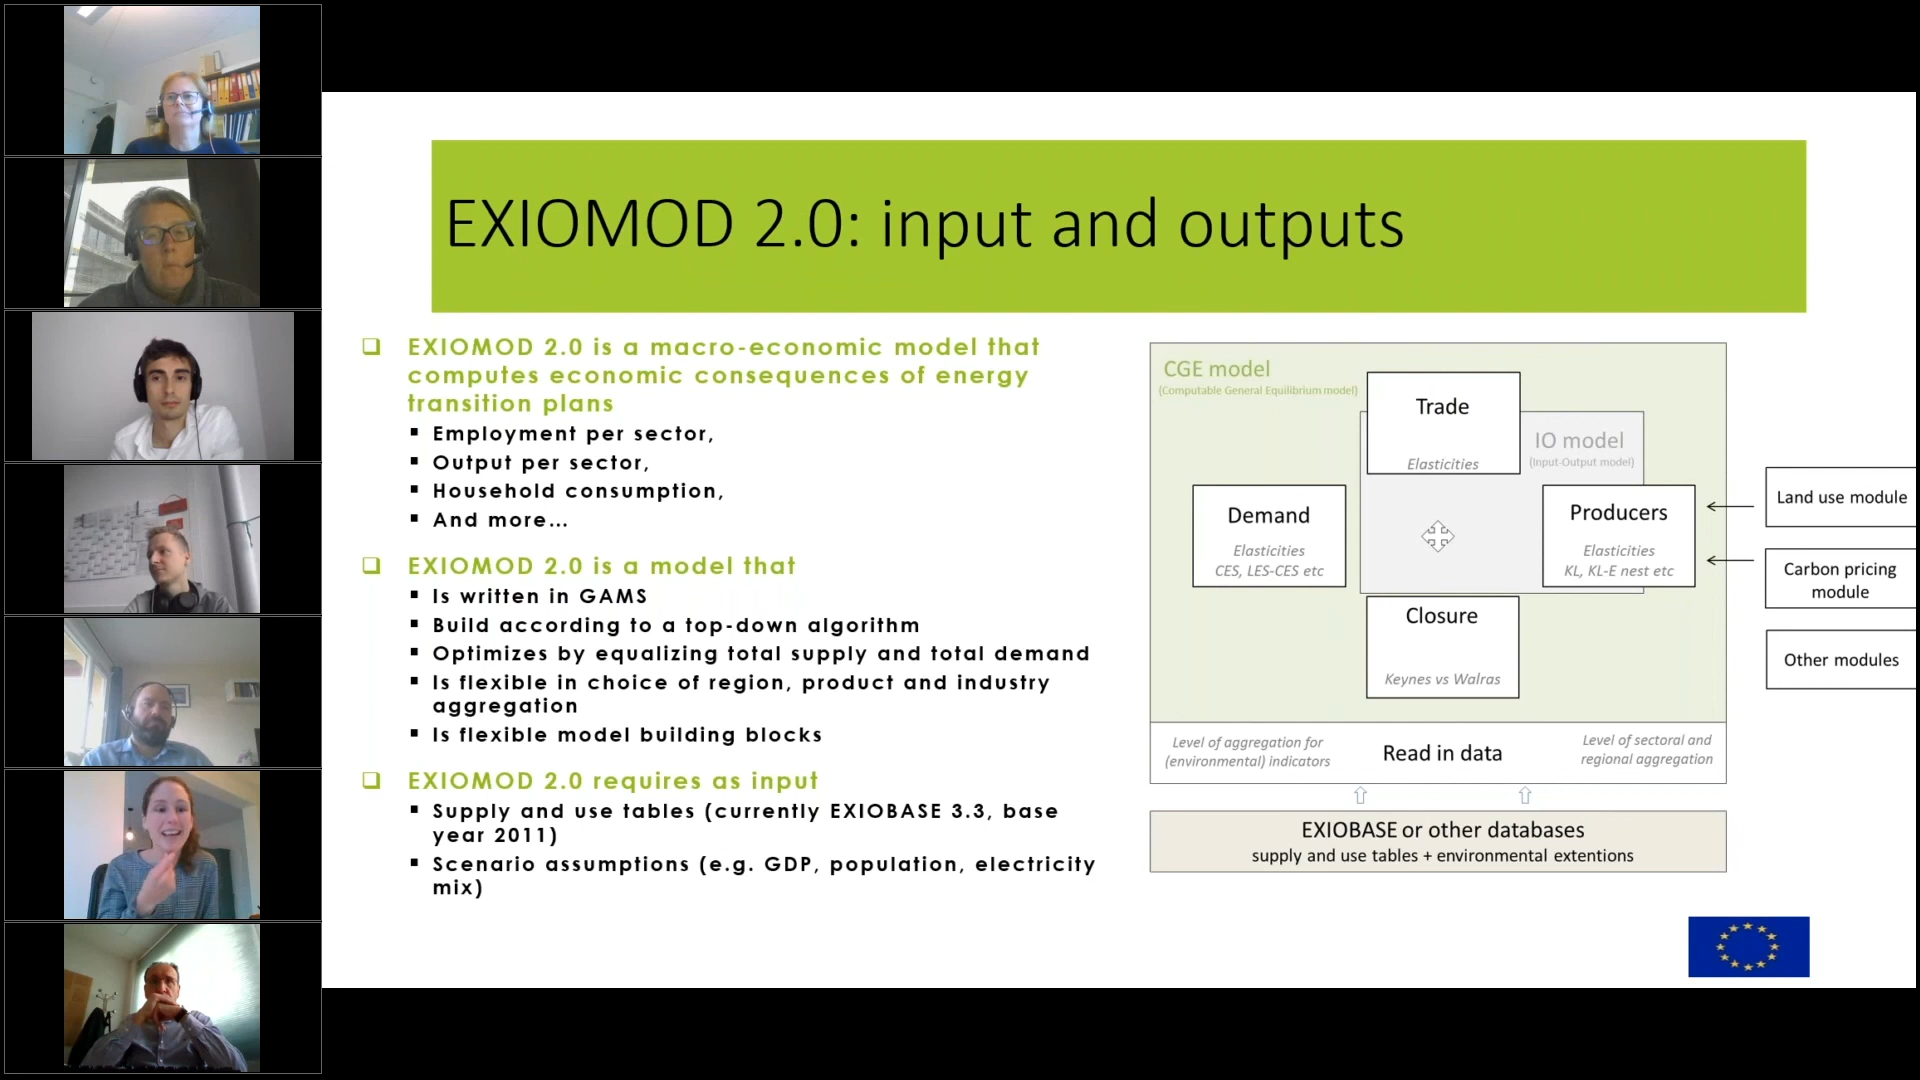 EXIOMOD 2.0: input and outputs
EXIOMOD 2.0 is a macro-economic model that
computes economic consequences of energy
transition plans
Employment per sector,
Output per sector,
Household consumption,
And more...
EXIOMOD 2.0 is a model that
Is written in GAMS
Build according to a top-down algorithm
Optimizes by equalizing total supply and total demand
Is flexible in choice of region, product and industry
aggregation
Is flexible model building blocks
EXIOMOD 2.0 requires as input
Supply and use tables (currently EXIOBASE 3.3, base
year 2011)
Scenario assumptions (e.g. GDP, population, electricity
mix)
CGE model
(Computable General Equilibrium model)
Trade
Elasticities
IO model
(Input-Output model)
Demand
Elasticities
CES, LES-CES etc
Producers
Elasticities
KL, KL-E nest etc
Closure
Keynes vs Walras
Land use module
Carbon pricing
module
Other modules
Level of aggregation for
(environmental) indicators
Read in data
Level of sectoral and
regional aggregation
EXIOBASE or other databases
supply and use tables + environmental extentions